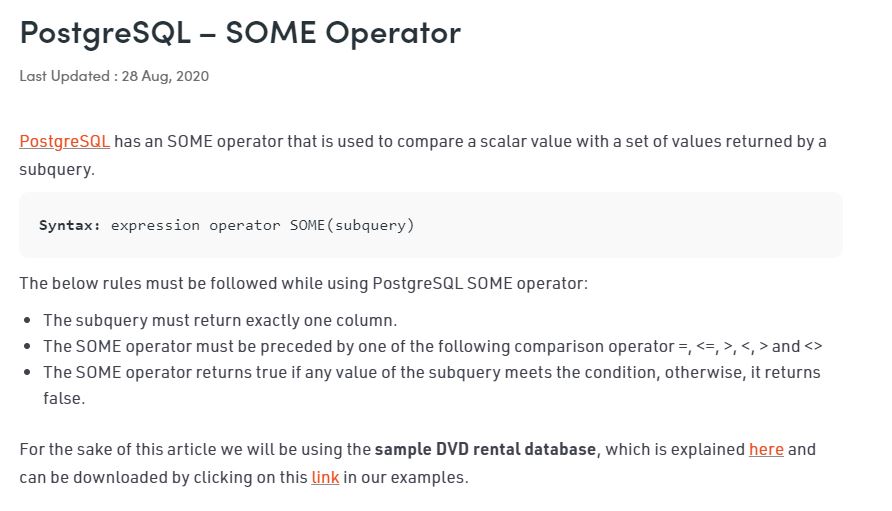 PostgreSQL – SOME Operator
Last Updated : 28 Aug, 2020
PostgreSQL has an SOME operator that is used to compare a scalar value with a set of values returned by a
subquery.
Syntax: expression operator SOME(subquery)
The below rules must be followed while using PostgreSQL SOME operator:
• The subquery must return exactly one column.
• The SOME operator must be preceded by one of the following comparison operator =, <=, >, <, > and <>
• The SOME operator returns true if any value of the subquery meets the condition, otherwise, it returns
false.
For the sake of this article we will be using the sample DVD rental database, which is explained here and
can be downloaded by clicking on this link in our examples.